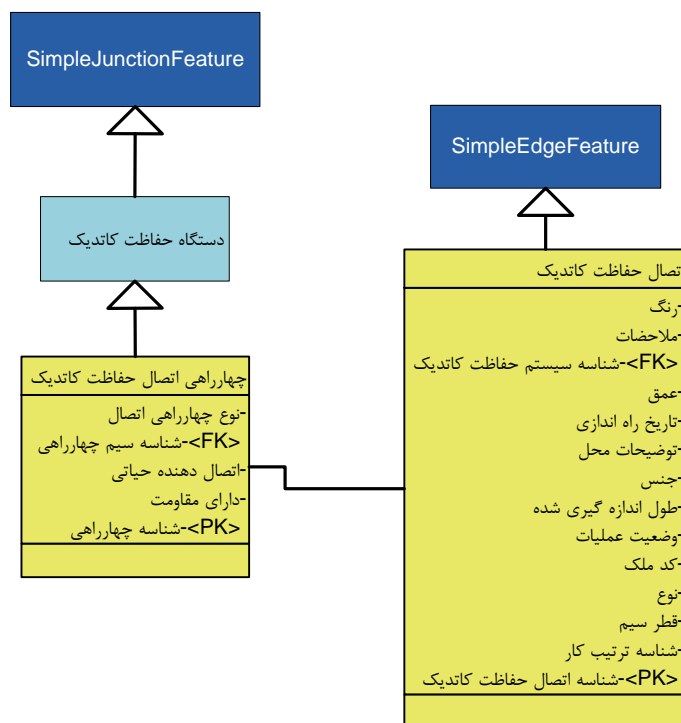 SimpleJunctionFeature
دستگاه حفاظت کاتدیک
چهارراهی اتصال حفاظت کاتدیک
-نوع چهارراهی اتصال
<FK>-شناسه سیم چهارراهی
-اتصال دهنده حیاتی
-دارای مقاومت
<PK>-شناسه چهارراهی
SimpleEdgeFeature
تصال حفاظت کاتدیک
-رنگ
-ملاحضات
<FK>-شناسه سیستم حفاظت کاتدیک
-عمق
-تاریخ راه اندازی
-توضیحات محل
-جنس
-طول اندازه گیری شده
-وضعیت عملیات
-کد ملک
-نوع
-قطر سیم
-شناسه ترتیب کار
<PK>-شناسه اتصال حفاظت کاتدیک